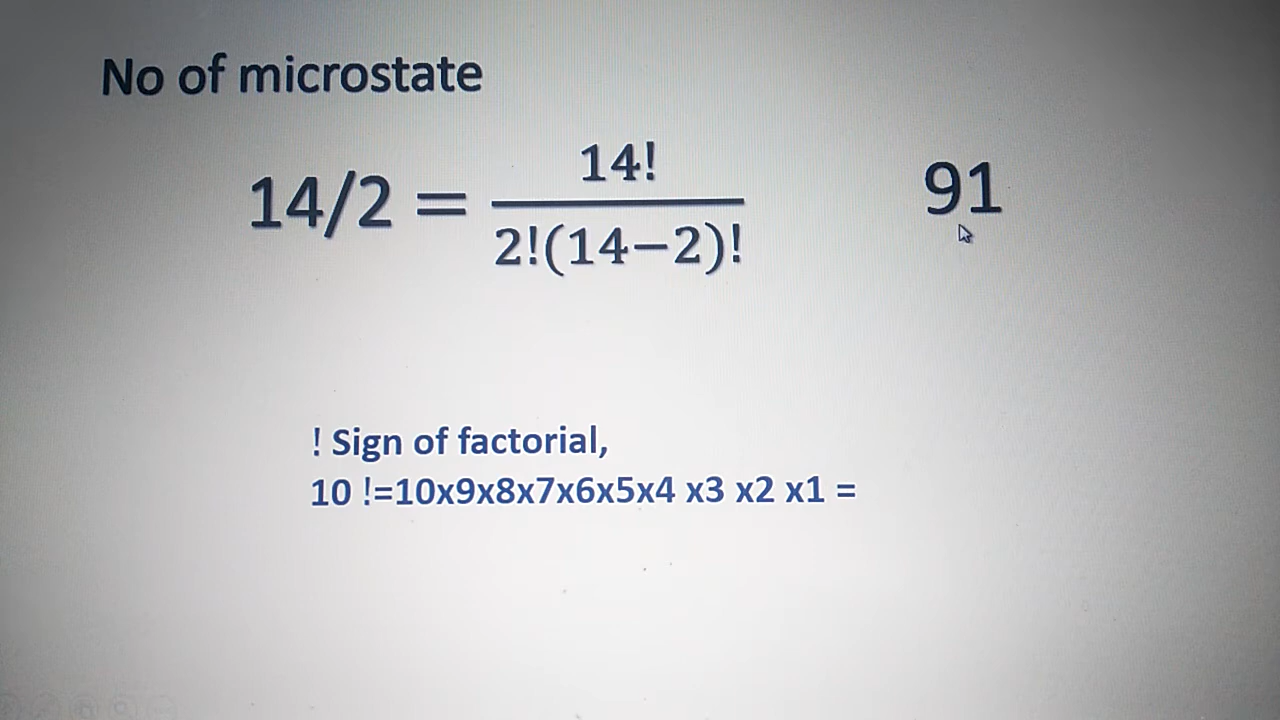 No of microstate
14/2 = 14! / 2!(14−2)! 91
! Sign of factorial,
10 !=10x9x8x7x6x5x4 x3 x2 x1 =